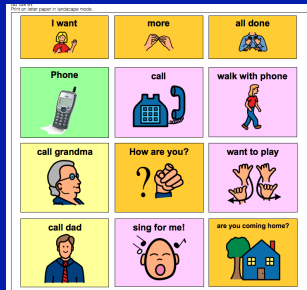 Print on letter paper in landscape mode.
I want more all done
Phone call walk with phone
call grandma How are you? want to play
call dad sing for me! are you coming home?